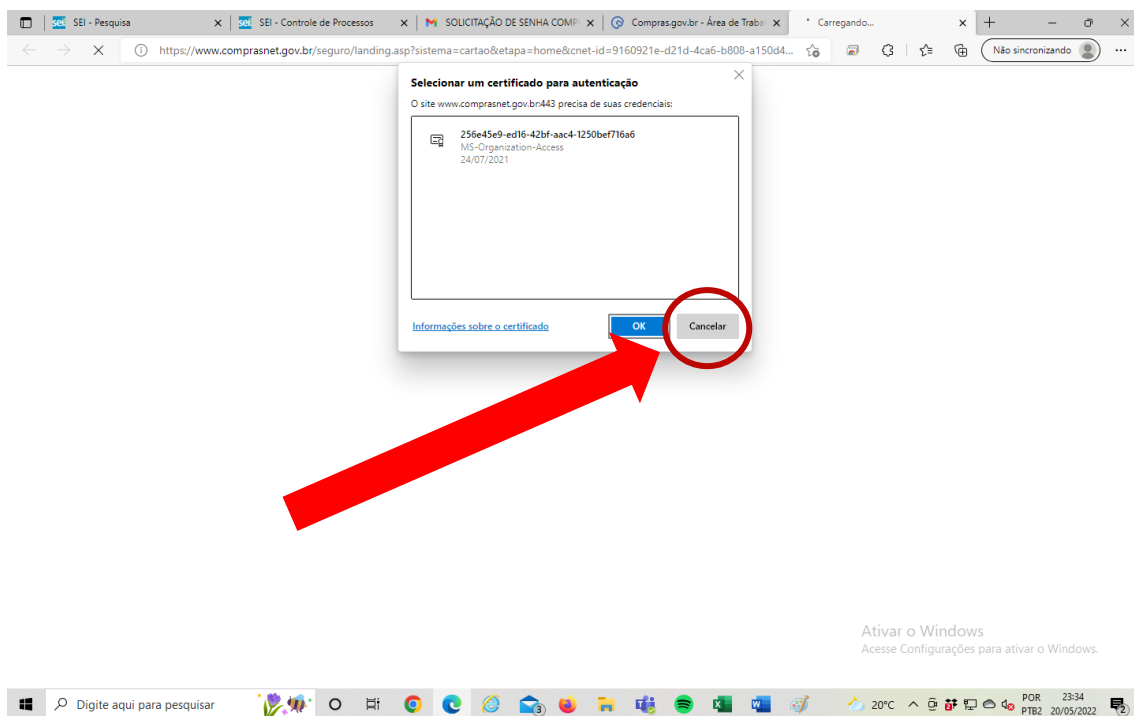 sei. SEI - Pesquisa
sei. SEI - Controle de Processos
SOLICITAÇÃO DE SENHA COMP
Compras.gov.br - Área de Traba
Carregando...
https://www.comprasnet.gov.br/seguro/landing.asp?sistema=cartao&etapa=home&cnet-id=9160921e-d21d-4ca6-b808-a150d4...
Não sincronizando
Selecionar um certificado para autenticação
O site www.comprasnet.gov.br:443 precisa de suas credenciais:
256e45e9-ed16-42bf-aac4-1250bef716a6
MS-Organization-Access
24/07/2021
Informações sobre o certificado
OK
Cancelar
Ativar o Windows
Acesse Configurações para ativar o Windows.
Digite aqui para pesquisar
3
20°C
POR
PTB2
23:34
20/05/2022
2